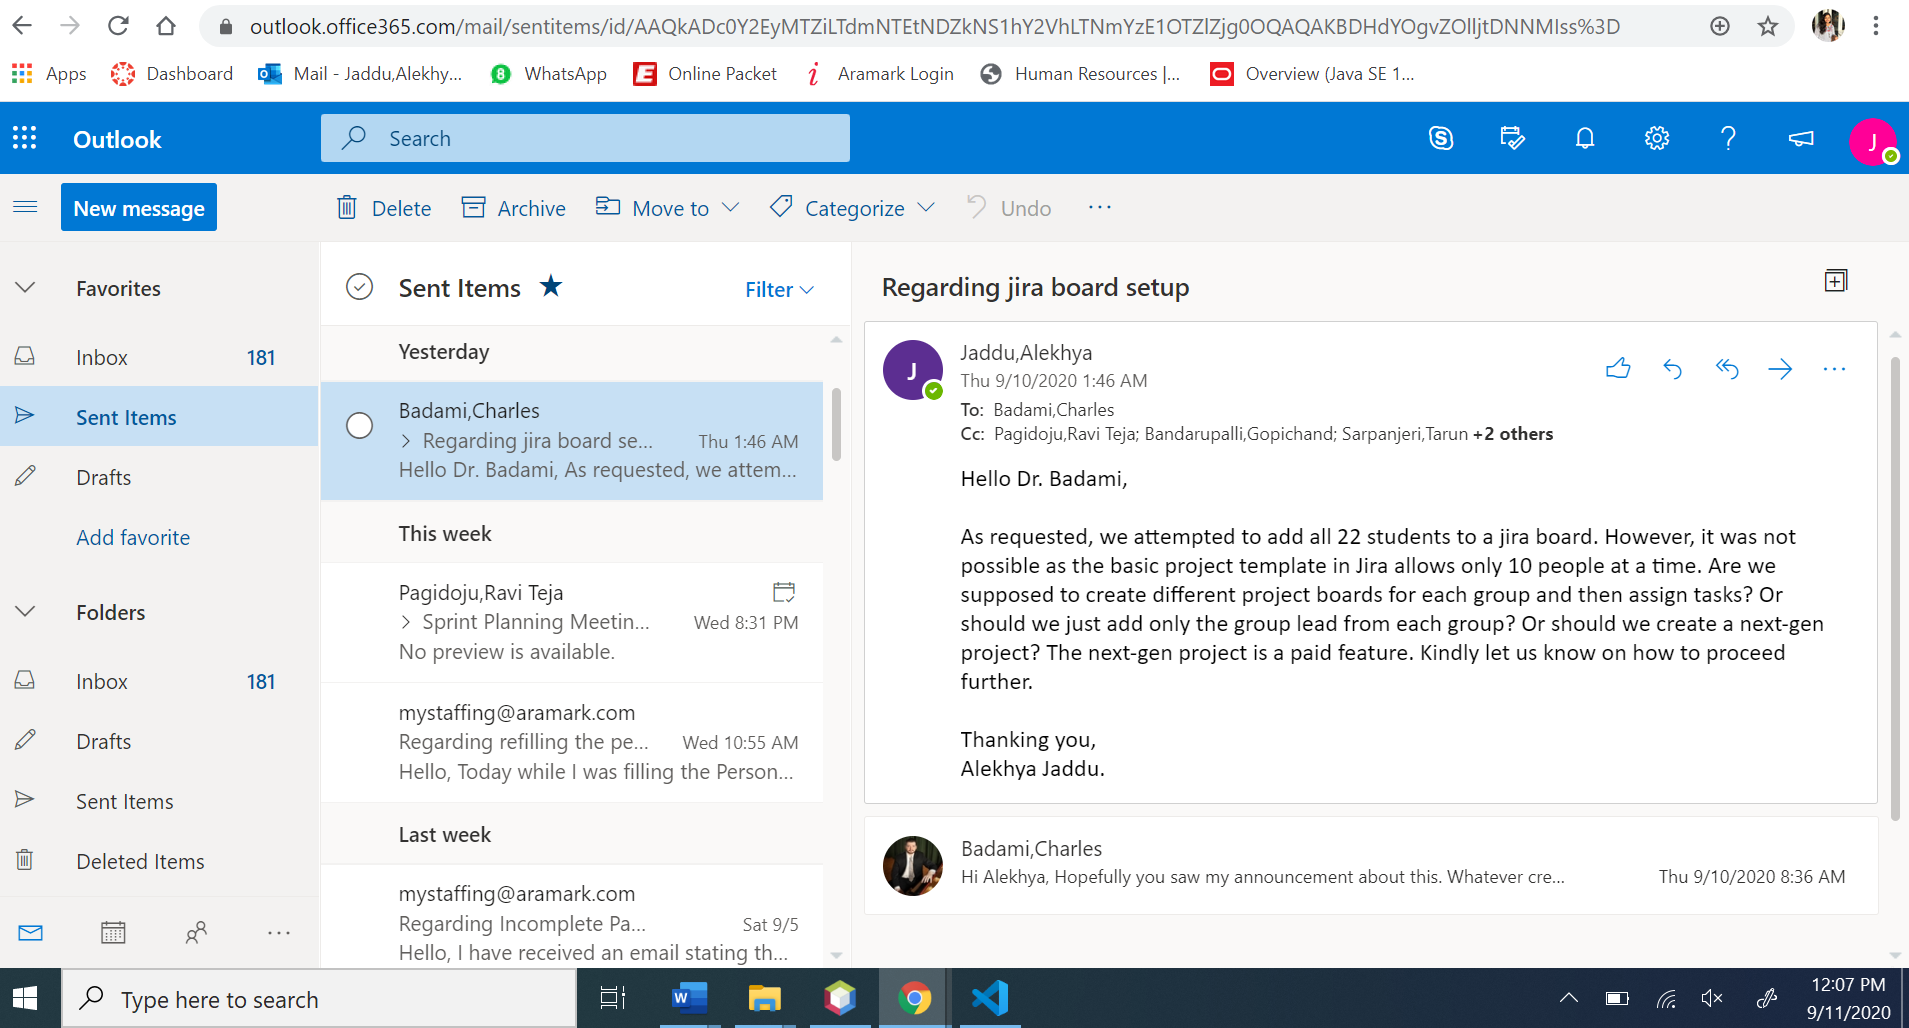 outlook.office365.com/mail/sentitems/id/AAQkADc0Y2EyMTZiLTdmNTEtNDZkNS1hY2VhLTNmYzE1OTZlZjg0OQAQAKBDHdYOgvZOlljtDNNMIss%3D
Apps Dashboard Mail - Jaddu,Alekhy... 8 WhatsApp E Online Packet i Aramark Login Human Resources |... Overview (Java SE 1...
Outlook Search S ? J
New message Delete Archive Move to Categorize Undo ...
Favorites
Inbox 181
Sent Items
Drafts
Add favorite
Folders
Inbox 181
Drafts
Sent Items
Deleted Items
...
Sent Items Filter
Yesterday
Badami,Charles
Regarding jira board se... Thu 1:46 AM
Hello Dr. Badami, As requested, we attem...
This week
Pagidoju,Ravi Teja
Sprint Planning Meetin... Wed 8:31 PM
No preview is available.
mystaffing@aramark.com
Regarding refilling the pe... Wed 10:55 AM
Hello, Today while I was filling the Person...
Last week
mystaffing@aramark.com
Regarding Incomplete Pa... Sat 9/5
Hello, I have received an email stating th...
Regarding jira board setup
J
Jaddu,Alekhya
Thu 9/10/2020 1:46 AM
To: Badami,Charles
Cc: Pagidoju,Ravi Teja; Bandarupalli,Gopichand; Sarpanjeri,Tarun +2 others
Hello Dr. Badami,
As requested, we attempted to add all 22 students to a jira board. However, it was not
possible as the basic project template in Jira allows only 10 people at a time. Are we
supposed to create different project boards for each group and then assign tasks? Or
should we just add only the group lead from each group? Or should we create a next-gen
project? The next-gen project is a paid feature. Kindly let us know on how to proceed
further.
Thanking you,
Alekhya Jaddu.
Badami,Charles
Hi Alekhya, Hopefully you saw my announcement about this. Whatever cre... Thu 9/10/2020 8:36 AM
Type here to search W 12:07 PM
9/11/2020